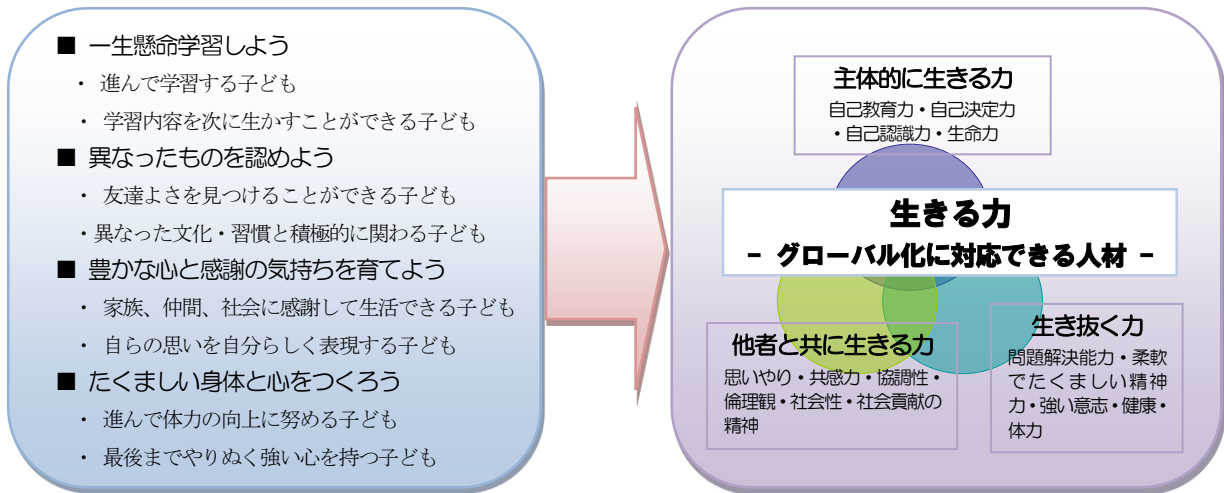 ■ 一生懸命学習しよう
・ 進んで学習する子ども
・ 学習内容を次に生かすことができる子ども
■ 異なったものを認めよう
・ 友達よさを見つけることができる子ども
・異なった文化・習慣と積極的に関わる子ども
■ 豊かな心と感謝の気持ちを育てよう
・ 家族、仲間、社会に感謝して生活できる子ども
・ 自らの思いを自分らしく表現する子ども
■ たくましい身体と心をつくろう
・ 進んで体力の向上に努める子ども
・ 最後までやりぬく強い心を持つ子ども
主体的に生きる力
自己教育力・自己決定力
・自己認識力・生命力
生きる力
- グローバル化に対応できる人材 -
他者と共に生きる力
思いやり・共感力・協調性・
倫理観・社会性・社会貢献の
精神
生き抜く力
問題解決能力・柔軟
でたくましい精神
力・強い意志・健康・
体力